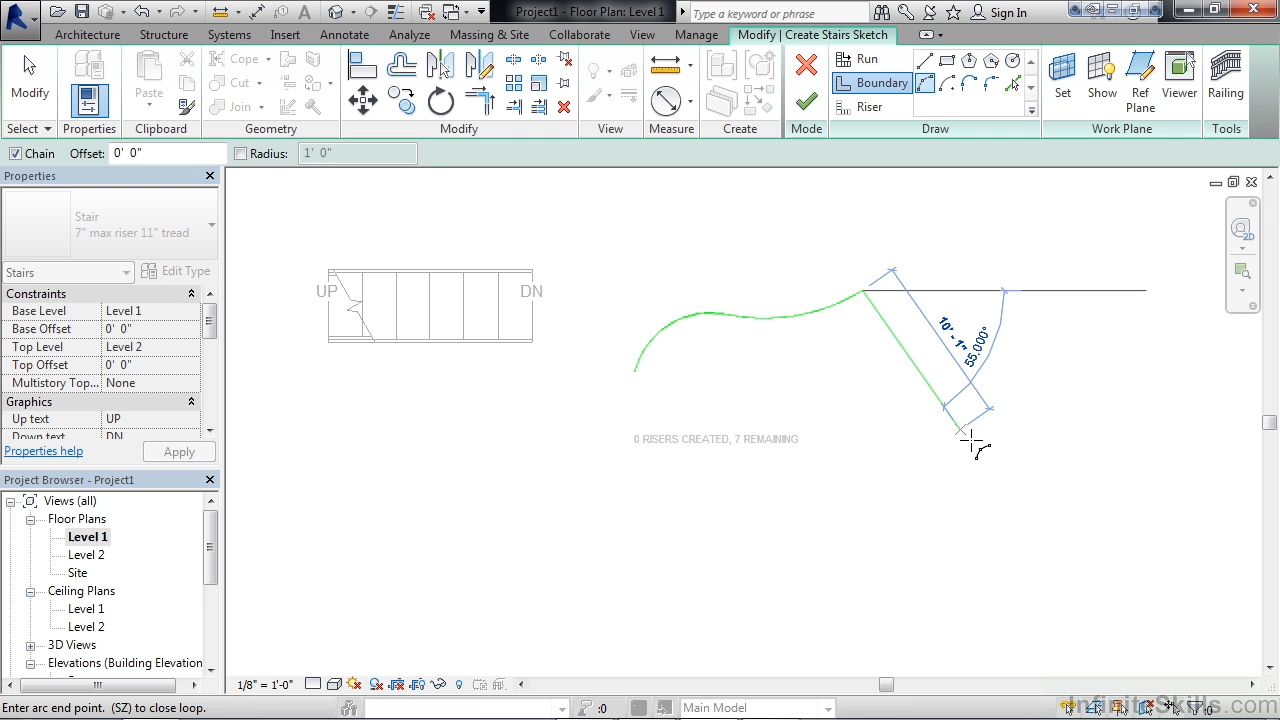 Project1 - Floor Plan: Level 1
Type a keyword or phrase
Sign In
Architecture Structure Systems Insert Annotate Analyze Massing & Site Collaborate View Manage Modify | Create Stairs Sketch
Modify
Paste
Cope
Cut
Join
Run
Boundary
Riser
Set
Show
Ref
Plane
Viewer
Railing
Select Properties Clipboard Geometry Modify View Measure Create Mode Draw Work Plane Tools
Chain Offset: 0' 0" Radius: 1' 0"
Properties
Stair
7" max riser 11" tread
Stairs
Edit Type
Constraints
Base Level Level 1
Base Offset 0' 0"
Top Level Level 2
Top Offset 0' 0"
Multistory Top... None
Graphics
Up text UP
Down text DN
Properties help
Apply
Project Browser - Project1
Views (all)
Floor Plans
Level 1
Level 2
Site
Ceiling Plans
Level 1
Level 2
3D Views
Elevations (Building Elevation
UP
DN
10' - 1"
55.000°
0 RISERS CREATED, 7 REMAINING
2D
1/8" = 1'-0"
Enter arc end point. (SZ) to close loop.
:0
Main Model
:0
InfiniteSkills.com